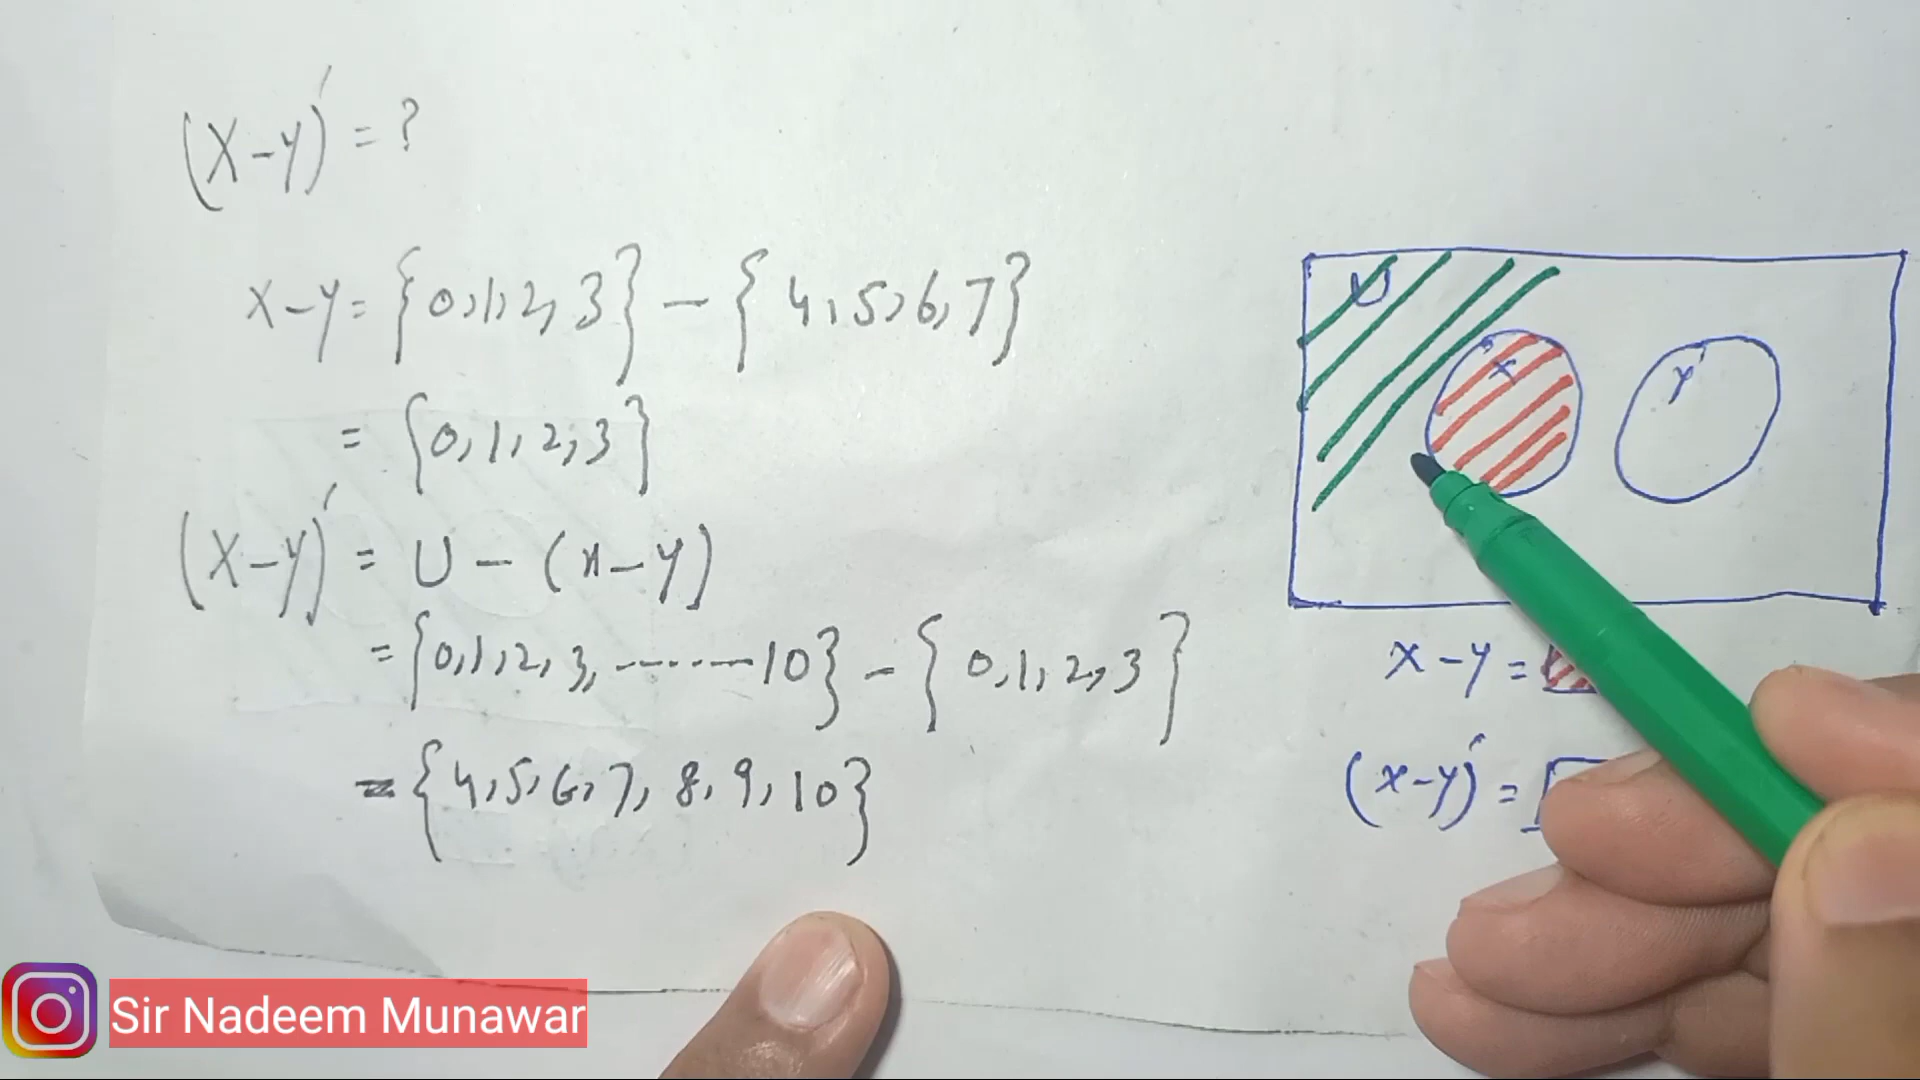 (X-Y)' = ?
X-Y = {0,1,2,3} - {4,5,6,7}
= {0,1,2,3}
(X-Y)' = U - (X-Y)
= {0,1,2,3,-------10} - {0,1,2,3}
= {4,5,6,7,8,9,10}
U
X
Y
X-Y =
(X-Y)' =
Sir Nadeem Munawar